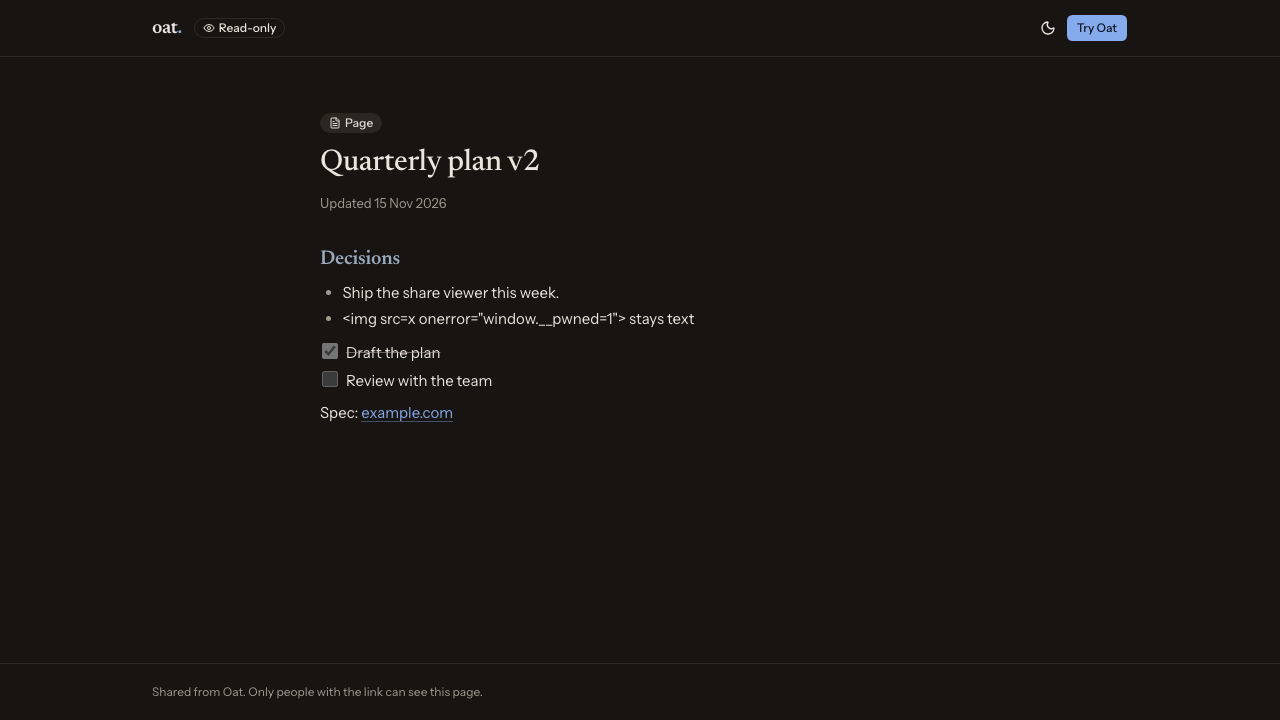 oat.
Read-only
Try Oat
Page
Quarterly plan v2
Updated 15 Nov 2026
Decisions
Ship the share viewer this week.
<img src=x onerror="window.__pwned=1"> stays text
Draft the plan
Review with the team
Spec: example.com
Shared from Oat. Only people with the link can see this page.